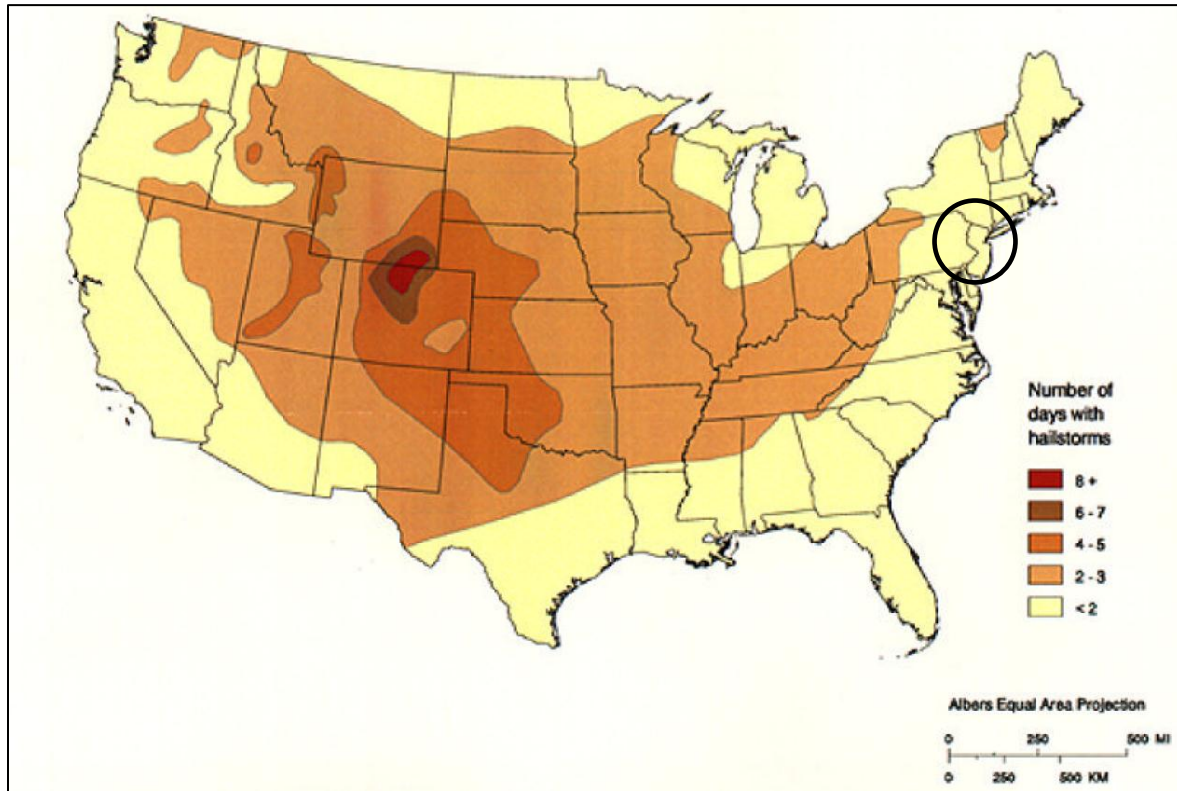 Number of
days with
hailstorms
8 +
6 - 7
4 - 5
2 - 3
< 2
Albers Equal Area Projection
0 250 500 MI
0 250 500 KM